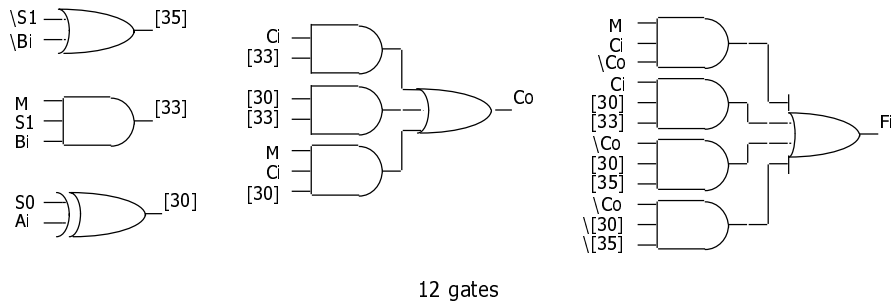 \S1
\Bi
[35]
M
S1
Bi
[33]
S0
Ai
[30]
Ci
[33]
[30]
[33]
M
Ci
[30]
Co
M
Ci
\Co
Ci
[30]
[33]
\Co
[30]
[35]
\Co
M
\[30]
\[35]
Fi
12 gates